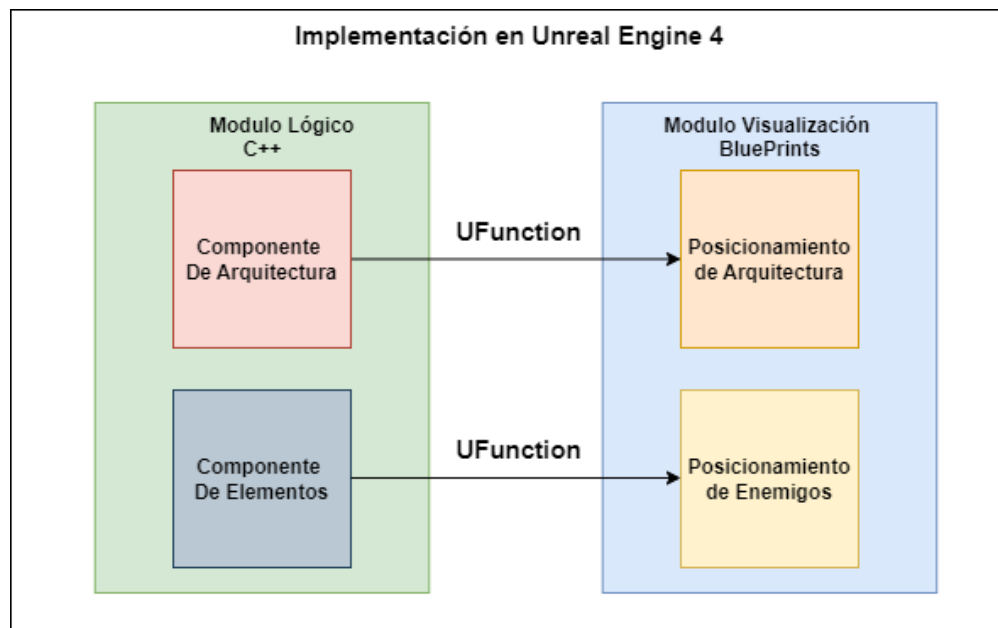 Implementación en Unreal Engine 4
Modulo Lógico
C++
Modulo Visualización
BluePrints
Componente
De Arquitectura
UFunction
Posicionamiento
de Arquitectura
Componente
De Elementos
UFunction
Posicionamiento
de Enemigos